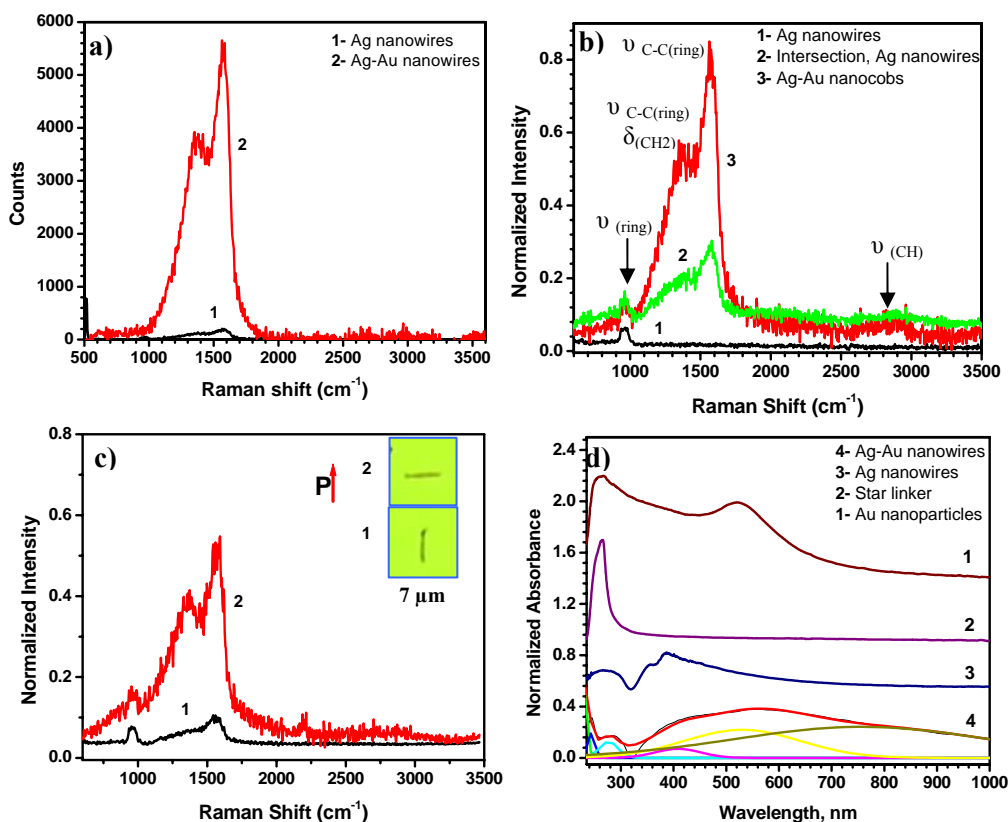 a)
1- Ag nanowires
2- Ag-Au nanowires
6000
5000
4000
3000
2000
1000
0
Counts
2
1
500 1000 1500 2000 2500 3000 3500
Raman shift (cm⁻¹)
b)
1- Ag nanowires
2- Intersection, Ag nanowires
3- Ag-Au nanocobs
υ C-C(ring)
υ C-C(ring)
δ(CH2)
υ (ring)
υ (CH)
3
2
1
0.8
0.6
0.4
0.2
0.0
Normalized Intensity
1000 1500 2000 2500 3000 3500
Raman Shift (cm⁻¹)
c)
P
2
1
7 µm
2
1
0.8
0.6
0.4
0.2
0.0
Normalized Intensity
1000 1500 2000 2500 3000 3500
Raman Shift (cm⁻¹)
d)
4- Ag-Au nanowires
3- Ag nanowires
2- Star linker
1- Au nanoparticles
1
2
3
4
2.4
2.0
1.6
1.2
0.8
0.4
0.0
Normalized Absorbance
300 400 500 600 700 800 900 1000
Wavelength, nm